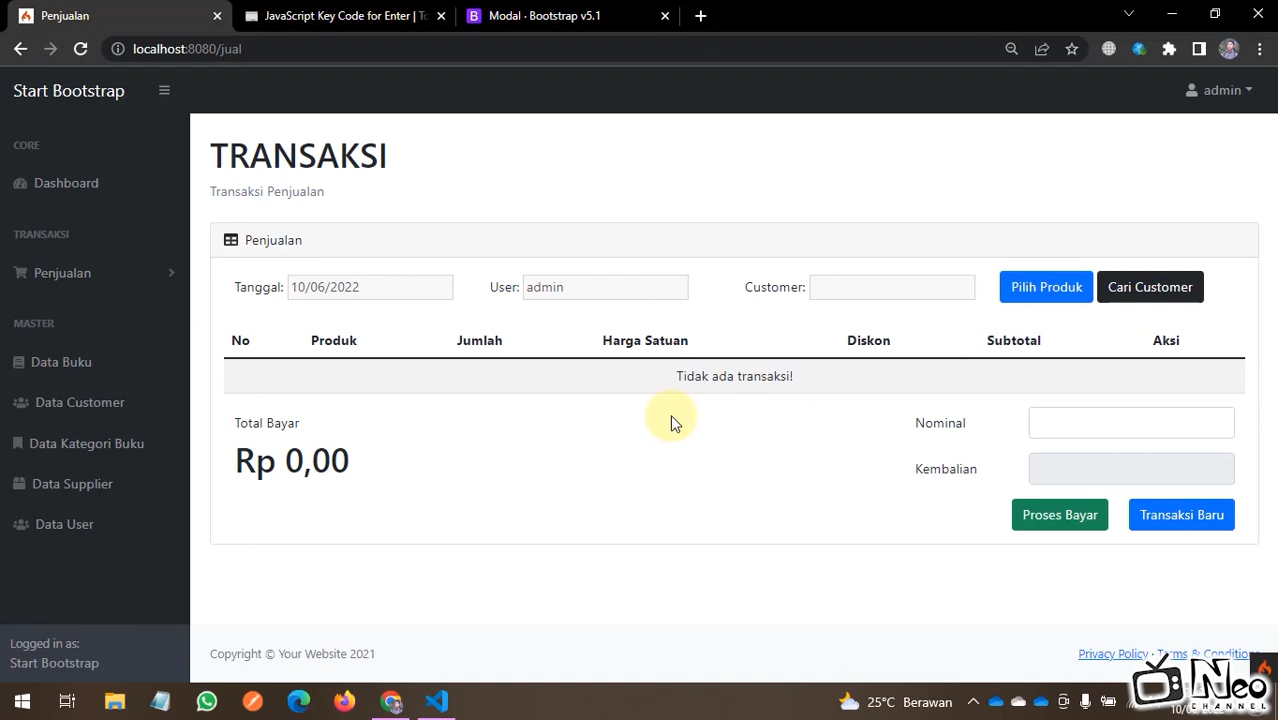 Penjualan
JavaScript Key Code for Enter | To
Modal · Bootstrap v5.1
localhost:8080/jual
Start Bootstrap
admin
CORE
Dashboard
TRANSAKSI
Penjualan
MASTER
Data Buku
Data Customer
Data Kategori Buku
Data Supplier
Data User
Logged in as:
Start Bootstrap
TRANSAKSI
Transaksi Penjualan
Penjualan
Tanggal: 10/06/2022 User: admin Customer: Pilih Produk Cari Customer
No Produk Jumlah Harga Satuan Diskon Subtotal Aksi
Tidak ada transaksi!
Total Bayar
Rp 0,00
Nominal
Kembalian
Proses Bayar Transaksi Baru
Copyright © Your Website 2021
Privacy Policy · Terms & Conditions
25°C Berawan
Neo
CHANNEL